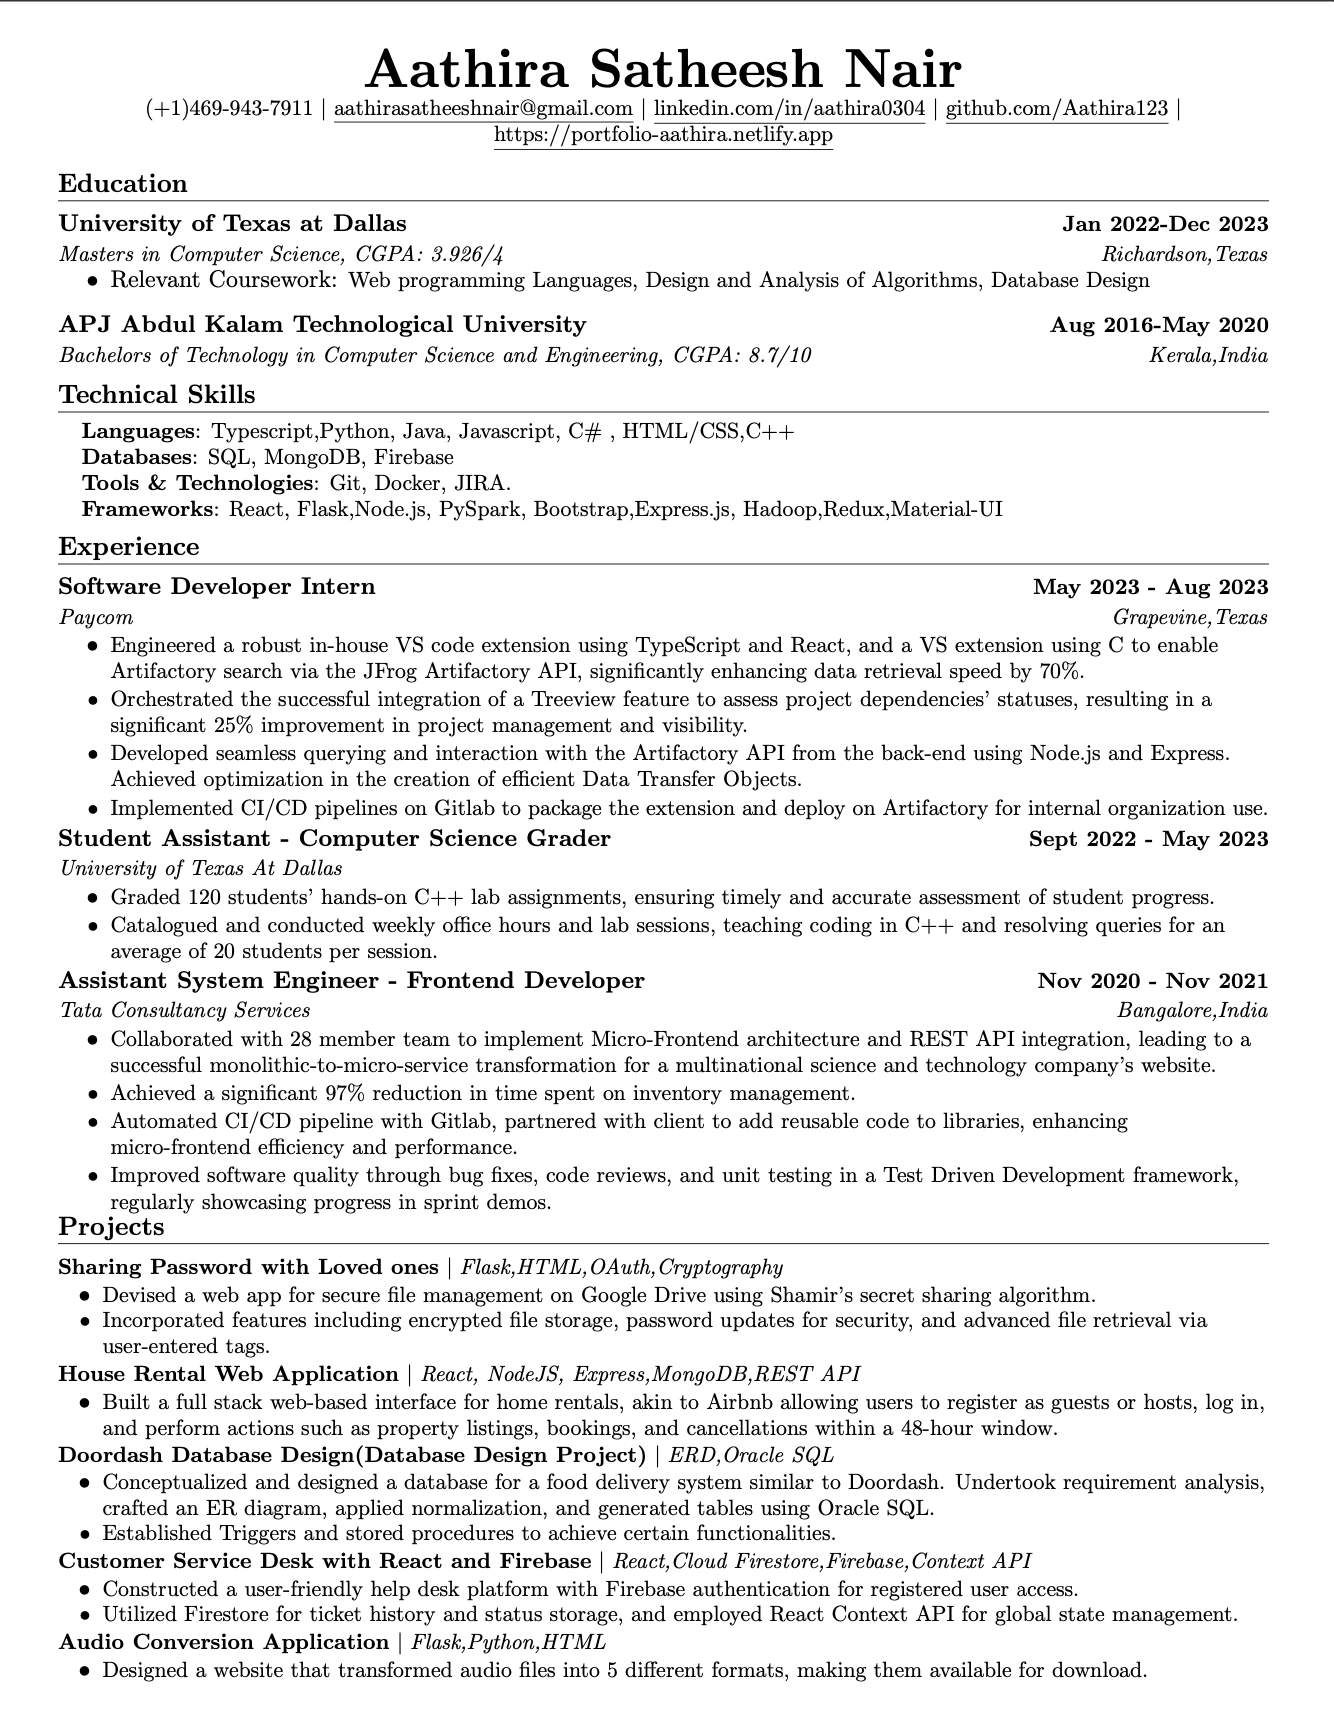 Aathira Satheesh Nair
(+1)469-943-7911 | aathirasatheeshnair@gmail.com | linkedin.com/in/aathira0304 | github.com/Aathira123 |
https://portfolio-aathira.netlify.app
Education
University of Texas at Dallas Jan 2022-Dec 2023
Masters in Computer Science, CGPA: 3.926/4 Richardson,Texas
• Relevant Coursework: Web programming Languages, Design and Analysis of Algorithms, Database Design
APJ Abdul Kalam Technological University Aug 2016-May 2020
Bachelors of Technology in Computer Science and Engineering, CGPA: 8.7/10 Kerala,India
Technical Skills
Languages: Typescript,Python, Java, Javascript, C# , HTML/CSS,C++
Databases: SQL, MongoDB, Firebase
Tools & Technologies: Git, Docker, JIRA.
Frameworks: React, Flask,Node.js, PySpark, Bootstrap,Express.js, Hadoop,Redux,Material-UI
Experience
Software Developer Intern May 2023 - Aug 2023
Paycom Grapevine,Texas
• Engineered a robust in-house VS code extension using TypeScript and React, and a VS extension using C to enable
Artifactory search via the JFrog Artifactory API, significantly enhancing data retrieval speed by 70%.
• Orchestrated the successful integration of a Treeview feature to assess project dependencies' statuses, resulting in a
significant 25% improvement in project management and visibility.
• Developed seamless querying and interaction with the Artifactory API from the back-end using Node.js and Express.
Achieved optimization in the creation of efficient Data Transfer Objects.
• Implemented CI/CD pipelines on Gitlab to package the extension and deploy on Artifactory for internal organization use.
Student Assistant - Computer Science Grader Sept 2022 - May 2023
University of Texas At Dallas
• Graded 120 students' hands-on C++ lab assignments, ensuring timely and accurate assessment of student progress.
• Catalogued and conducted weekly office hours and lab sessions, teaching coding in C++ and resolving queries for an
average of 20 students per session.
Assistant System Engineer - Frontend Developer Nov 2020 - Nov 2021
Tata Consultancy Services Bangalore,India
• Collaborated with 28 member team to implement Micro-Frontend architecture and REST API integration, leading to a
successful monolithic-to-micro-service transformation for a multinational science and technology company's website.
• Achieved a significant 97% reduction in time spent on inventory management.
• Automated CI/CD pipeline with Gitlab, partnered with client to add reusable code to libraries, enhancing
micro-frontend efficiency and performance.
• Improved software quality through bug fixes, code reviews, and unit testing in a Test Driven Development framework,
regularly showcasing progress in sprint demos.
Projects
Sharing Password with Loved ones | Flask,HTML,OAuth,Cryptography
• Devised a web app for secure file management on Google Drive using Shamir's secret sharing algorithm.
• Incorporated features including encrypted file storage, password updates for security, and advanced file retrieval via
user-entered tags.
House Rental Web Application | React, NodeJS, Express,MongoDB,REST API
• Built a full stack web-based interface for home rentals, akin to Airbnb allowing users to register as guests or hosts, log in,
and perform actions such as property listings, bookings, and cancellations within a 48-hour window.
Doordash Database Design(Database Design Project) | ERD,Oracle SQL
• Conceptualized and designed a database for a food delivery system similar to Doordash. Undertook requirement analysis,
crafted an ER diagram, applied normalization, and generated tables using Oracle SQL.
• Established Triggers and stored procedures to achieve certain functionalities.
Customer Service Desk with React and Firebase | React,Cloud Firestore,Firebase,Context API
• Constructed a user-friendly help desk platform with Firebase authentication for registered user access.
• Utilized Firestore for ticket history and status storage, and employed React Context API for global state management.
Audio Conversion Application | Flask,Python,HTML
• Designed a website that transformed audio files into 5 different formats, making them available for download.